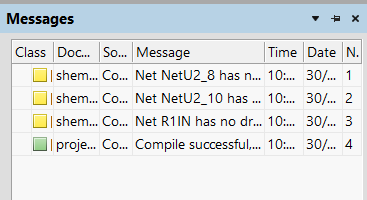 Messages
Class Doc... So... Message Time Date N.
shem... Co... Net NetU2_8 has n... 10:... 30/... 1
shem... Co... Net NetU2_10 has ... 10:... 30/... 2
shem... Co... Net R1IN has no dr... 10:... 30/... 3
proje... Co... Compile successful,... 10:... 30/... 4